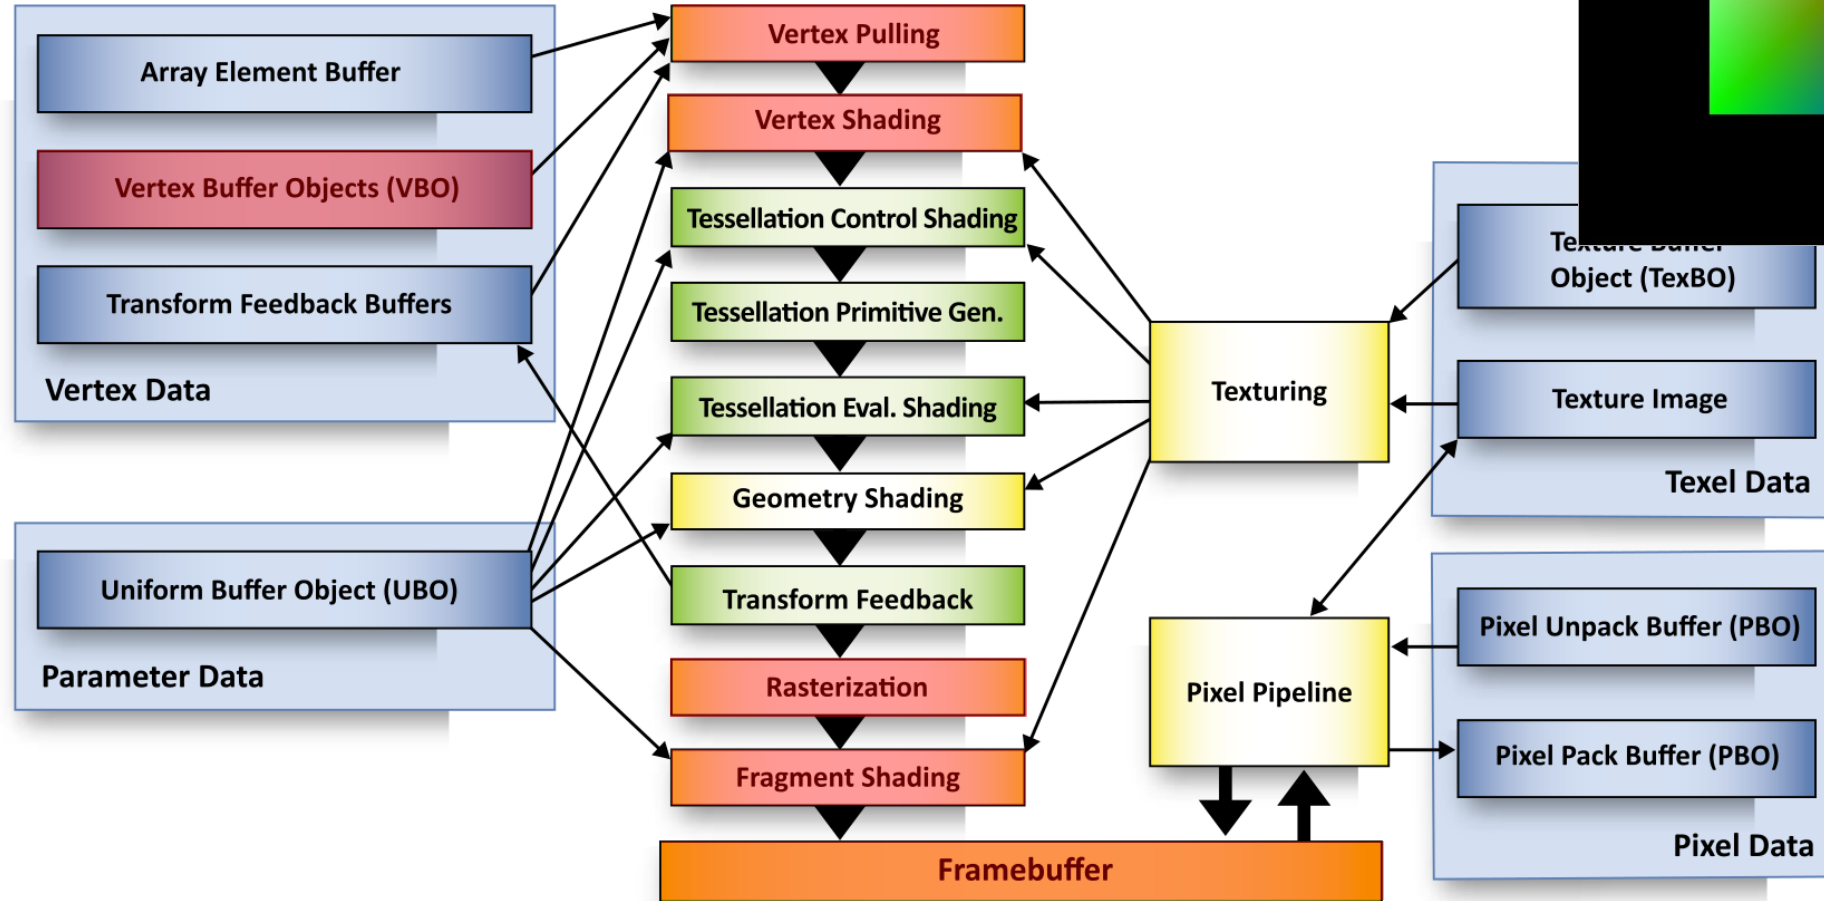 Array Element Buffer
Vertex Buffer Objects (VBO)
Transform Feedback Buffers
Vertex Data
Uniform Buffer Object (UBO)
Parameter Data
Vertex Pulling
Vertex Shading
Tessellation Control Shading
Tessellation Primitive Gen.
Tessellation Eval. Shading
Geometry Shading
Transform Feedback
Rasterization
Fragment Shading
Framebuffer
Texturing
Pixel Pipeline
Texture Buffer
Object (TexBO)
Texture Image
Texel Data
Pixel Unpack Buffer (PBO)
Pixel Pack Buffer (PBO)
Pixel Data